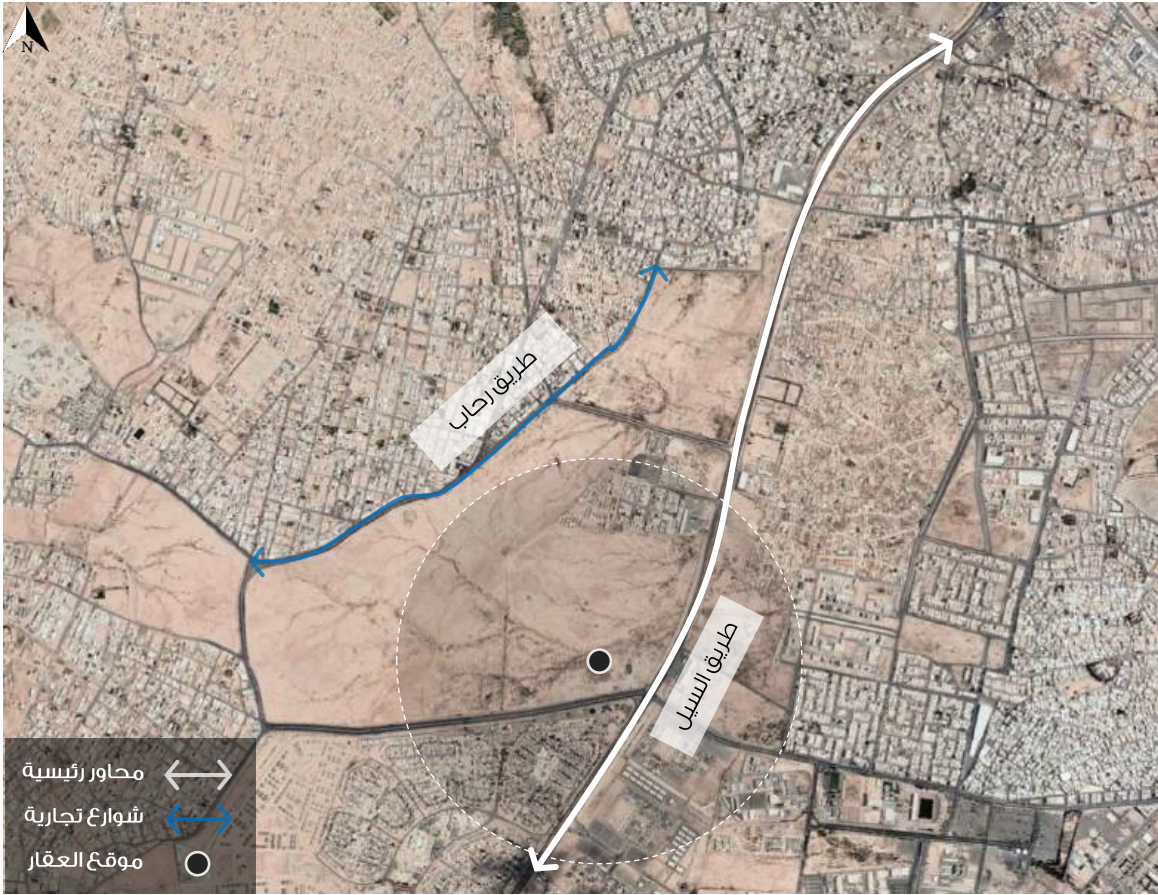 N
طريق رحاب
طريق السيل
محاور رئيسية
شوارع تجارية
موقع العقار